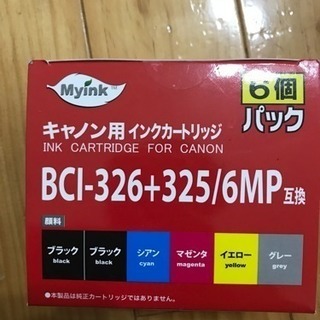 Myink™
6個
パック
キャノン用インクカートリッジ
INK CARTRIDGE FOR CANON
BCI-326+325/6MP互換
顔料
ブラック ブラック シアン マゼンタ イエロー グレー
black black cyan magenta yellow grey
●本製品は純正カートリッジではありません。